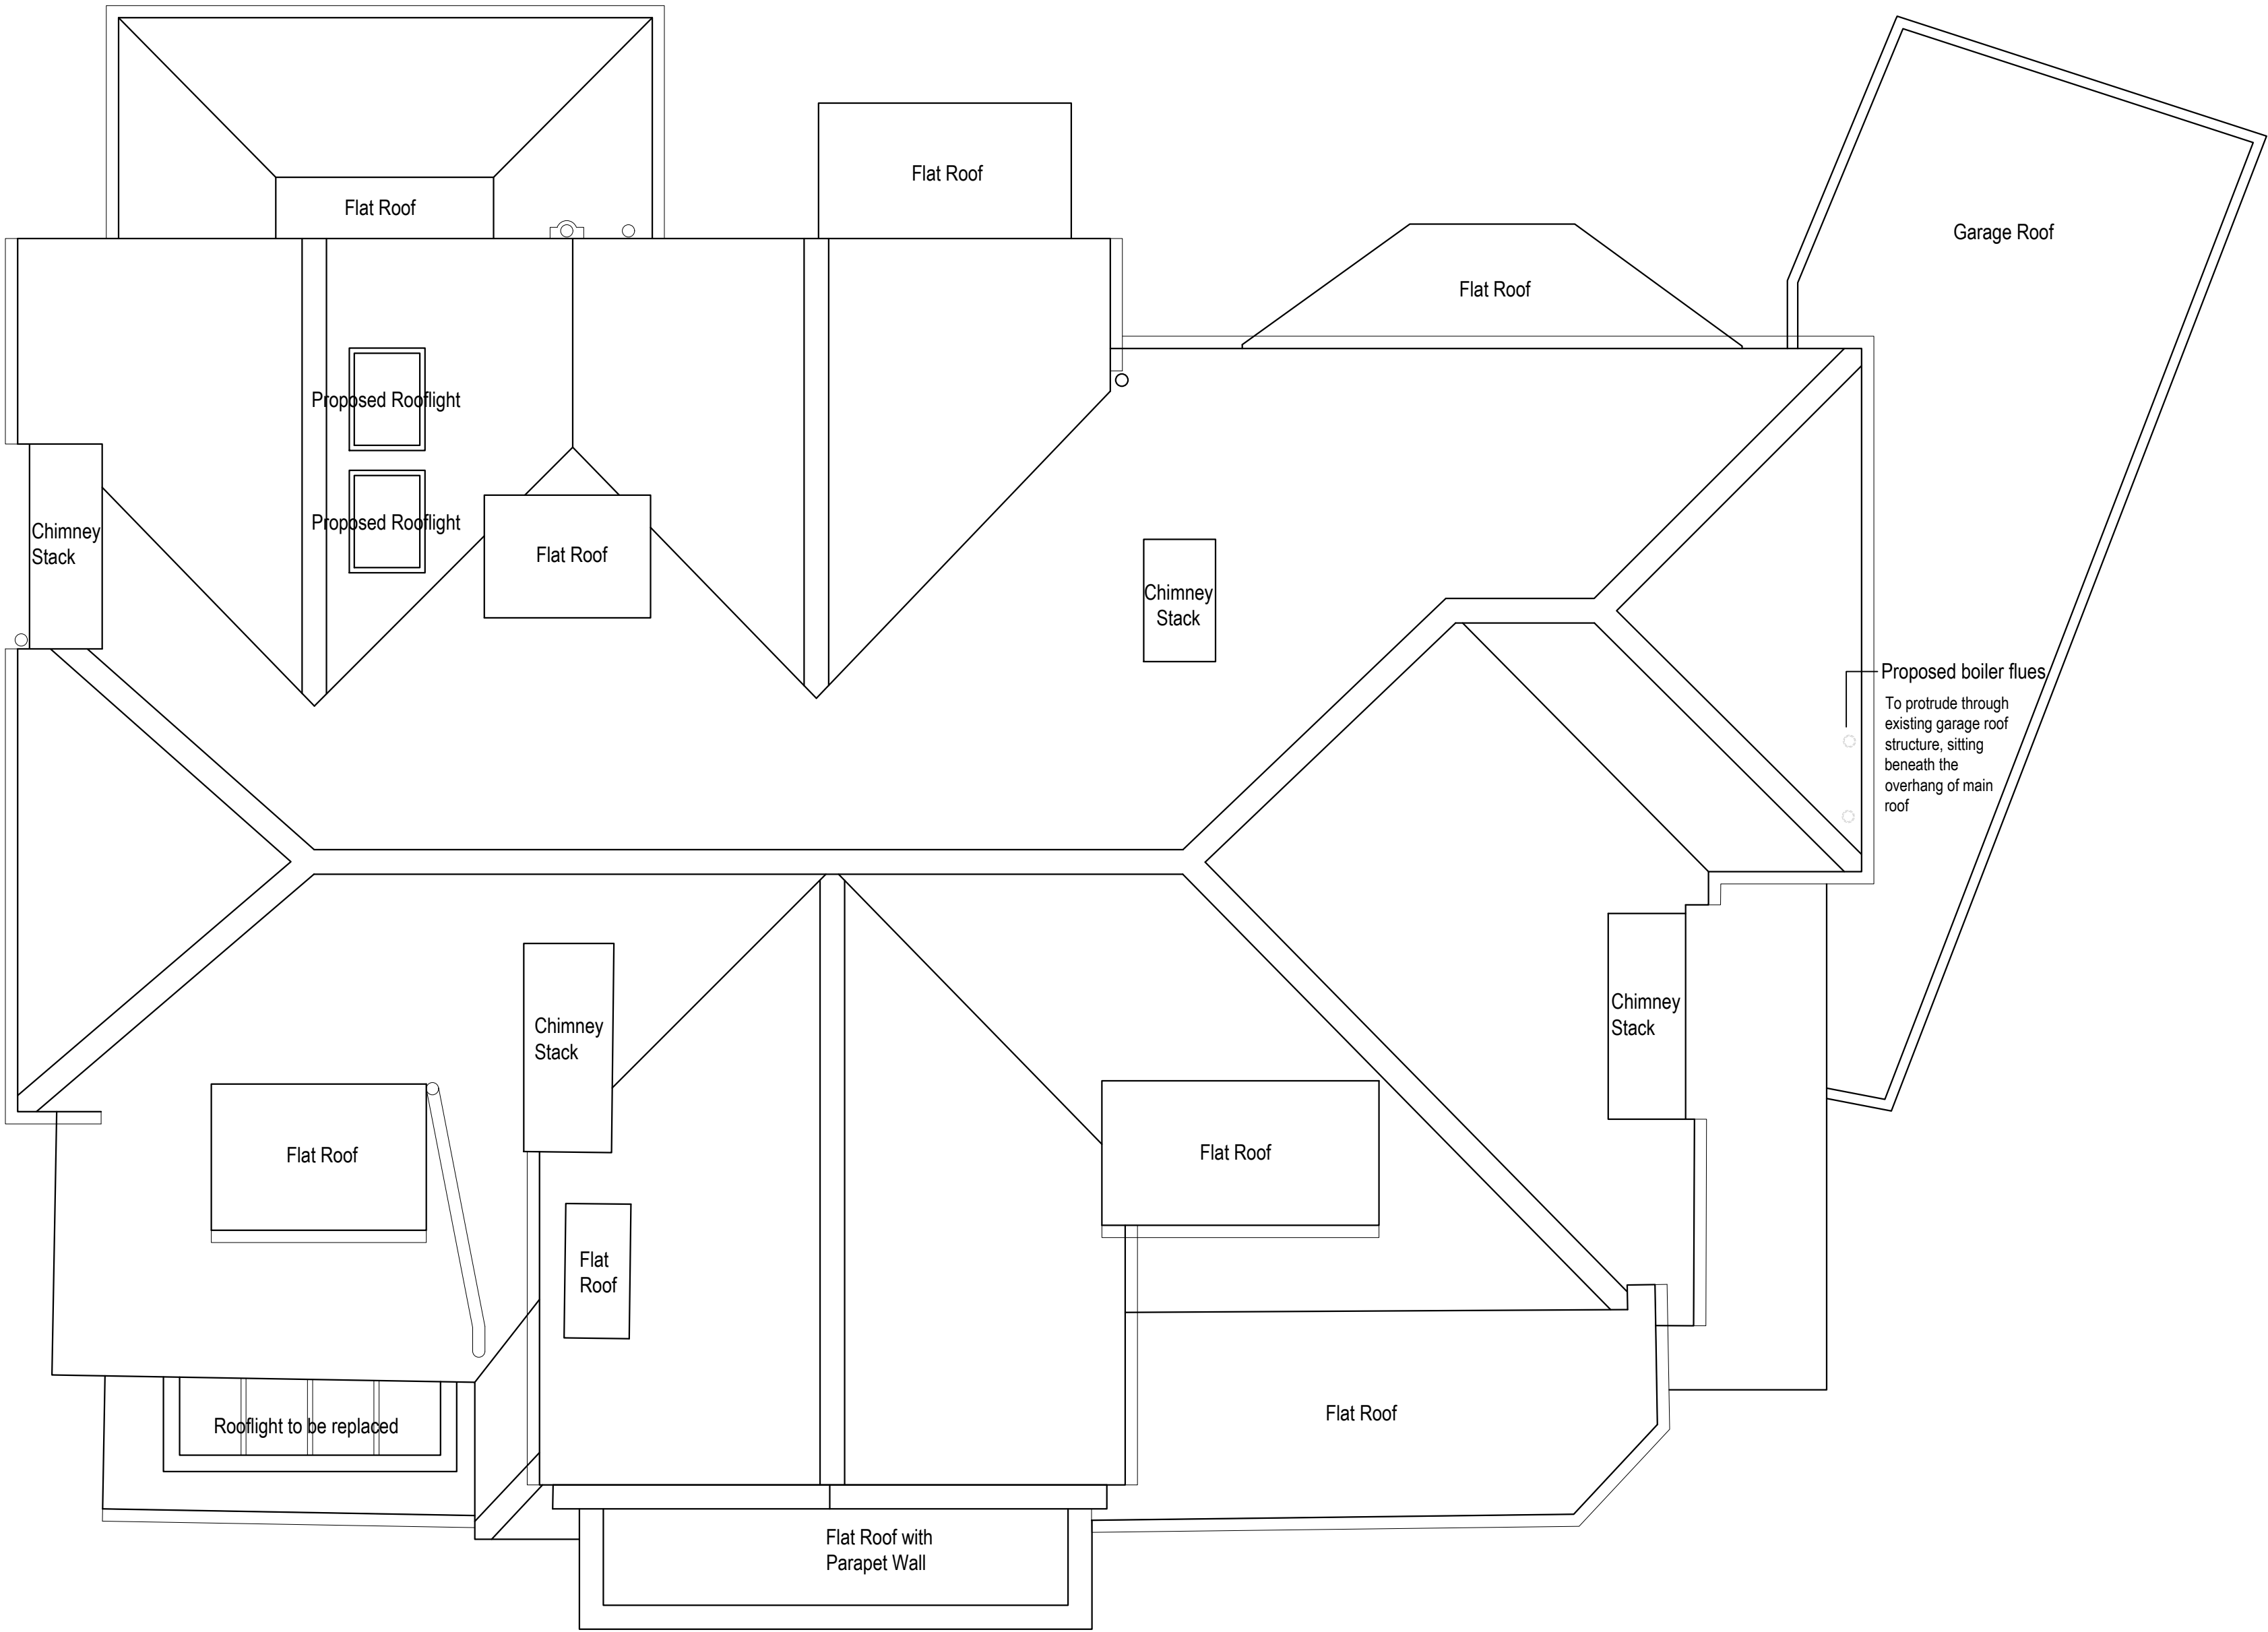 Flat Roof
Flat Roof
Flat Roof
Garage Roof
Proposed Rooflight
Proposed Rooflight
Chimney
Stack
Flat Roof
Chimney
Stack
Proposed boiler flues
To protrude through
existing garage roof
structure, sitting
beneath the
overhang of main
roof
Chimney
Stack
Chimney
Stack
Flat Roof
Flat Roof
Flat
Roof
Rooflight to be replaced
Flat Roof
Flat Roof with
Parapet Wall